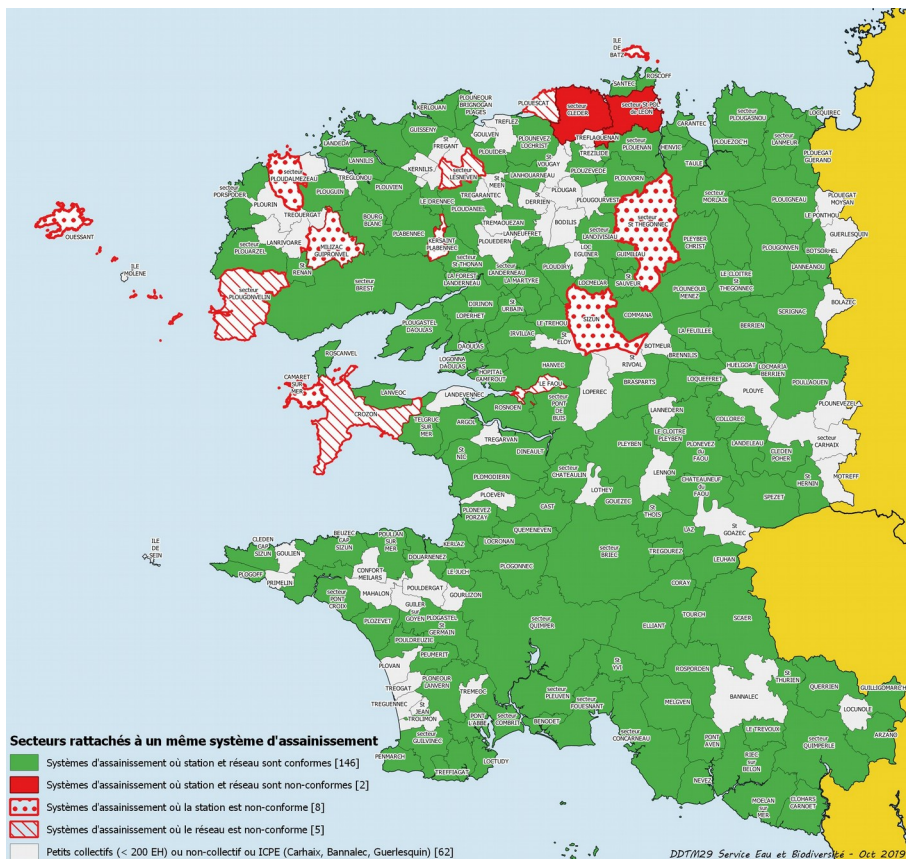 ILE
DE
BATZ
SANTEC
ROSCOFF
PLOUESCAT
secteur
CLEDER
secteur St POL
de LEON
PLOUNEOUR
BRIGNOGAN
PLAGES
KERLOUAN
TREFLEZ
GOULVEN
PLOUNEVEZ
LOCHRIST
TREFLAOUENAN
TREZILIDE
PLOUENAN
CARANTEC
HENVIC
secteur
PLOUGASNOU
LOCQUIREC
PLOUEZOC'H
secteur
LANMEUR
PLOUEGAT
GUERAND
GUISSENY
St
FREGANT
PLOUIDER
LANDEDA
LANNILIS
KERNILIS
secteur
LESNEVEN
St
VOUGAY
LANHOUARNEAU
PLOUZEVEDE
PLOUVORN
TAULE
secteur
PLOUDALMEZEAU
TREGLONOU
PLOUGUIN
PLOUVIEN
St
MEEN
TREGARANTEC
St
DERRIEN
PLOUGAR
PLOUGOURVEST
secteur
MORLAIX
PLOUIGNEAU
PLOUEGAT
MOYSAN
LE PONTHOU
GUERLESQUIN
secteur
PORSPODER
PLOURIN
TREOUERGAT
LE DRENNEC
PLOUDANIEL
BOURG
BLANC
PLABENNEC
KERSAINT
PLABENNEC
TREMAOUEZAN
LANNEUFFRET
PLOUEDERN
BODILIS
secteur
LANDIVISIAU
secteur
St THEGONNEC
GUIMILIAU
PLEYBER
CHRIST
PLOUGONVEN
BOTSORHEL
LANNEANOU
OUESSANT
secteur
PLOUARZEL
LANRIVOARE
MILIZAC
GUIPRONVEL
St
RENAN
secteur
St-THONAN
secteur
LANDERNEAU
LA FOREST
LANDERNEAU
LA MARTYRE
PLOUDIRY
LOC
EGUINER
LOCMELAR
St
SAUVEUR
PLOUNEOUR
MENEZ
LE CLOITRE
St
THEGONNEC
ILE
MOLENE
secteur
PLOUGONVELIN
secteur
BREST
DIRINON
LOPERHET
St
URBAIN
PLOUGASTEL
DAOULAS
DAOULAS
IRVILLAC
LE TREHOU
St
ELOY
SIZUN
COMMANA
LA FEUILLEE
BERRIEN
SCRIGNAC
BOLAZEC
BOTMEUR
St
RIVOAL
BRENNILIS
ROSCANVEL
LOGONNA
DAOULAS
HOPITAL
CAMFROUT
HANVEC
LE FAOU
LOPEREC
BRASPARTS
LOQUEFFRET
HUELGOAT
LOCMARIA
BERRIEN
POULLAOUEN
CAMARET
SUR
MER
CROZON
LANVEOC
LANDEVENNEC
ROSNOEN
secteur
PONT
DE BUIS
LANNEDERN
PLOUYE
PLOUNEVEZEL
TELGRUC
SUR
MER
ARGOL
TREGARVAN
St
NIC
DINEAULT
PLEYBEN
LE CLOITRE
PLEYBEN
PLONEVEZ
du
FAOU
COLLOREC
LANDELEAU
CLEDEN
POHER
secteur
CARHAIX
MOTREFF
PLOMODIERN
secteur
CHATEAULIN
LOTHEY
GOUEZEC
LENNON
CHATEAUNEUF
du
FAOU
SPEZET
St
HERNIN
PLOEVEN
PLONEVEZ
PORZAY
CAST
St
THOIS
LAZ
St
GOAZEC
QUEMENEVEN
LOCRONAN
PLOGONNEC
secteur
BRIEC
TREGOUREZ
LEUHAN
ILE
DE
SEIN
CLEDEN
CAP
SIZUN
GOULIEN
BEUZEC
CAP
SIZUN
POULLAN
SUR
MER
DOUARNENEZ
KERLAZ
PLOGOFF
PRIMELIN
secteur
PONT
CROIX
CONFORT
MEILARS
MAHALON
POULDERGAT
LE JUCH
GOURLIZON
GUILER
sur
GOYEN
PLOZEVET
PLOGASTEL
St
GERMAIN
POULDREUZIC
PEUMERIT
secteur
QUIMPER
CORAY
TOURCH
SCAER
ELLIANT
PLOVAN
TREOGAT
PLONEOUR
LANVERN
TREGUENNEC
St
JEAN
TROLIMON
TREMEOC
PONT
L'ABBE
secteur
COMBRIT
BENODET
secteur
PLEUVEN
secteur
FOUESNANT
St
YVI
ROSPORDEN
MELGVEN
secteur
CONCARNEAU
BANNALEC
St
THURIEN
QUERRIEN
GUILLIGOMARC'H
LOCUNOLE
ARZANO
secteur
GUILVINEC
PENMARCH
TREFFIAGAT
LOCTUDY
PONT
AVEN
NEVEZ
LE TREVOUX
RIEC
sur
BELON
secteur
QUIMPERLE
MOELAN
sur
MER
CLOHARS
CARNOET
Secteurs rattachés à un même système d'assainissement
Systèmes d'assainissement où station et réseau sont conformes [146]
Systèmes d'assainissement où station et réseau sont non-conformes [2]
Systèmes d'assainissement où la station est non-conforme [8]
Systèmes d'assainissement où le réseau est non-conforme [5]
Petits collectifs (< 200 EH) ou non-collectif ou ICPE (Carhaix, Bannalec, Guerlesquin) [62]
DDTM29 Service Eau et Biodiversité - Oct 2019